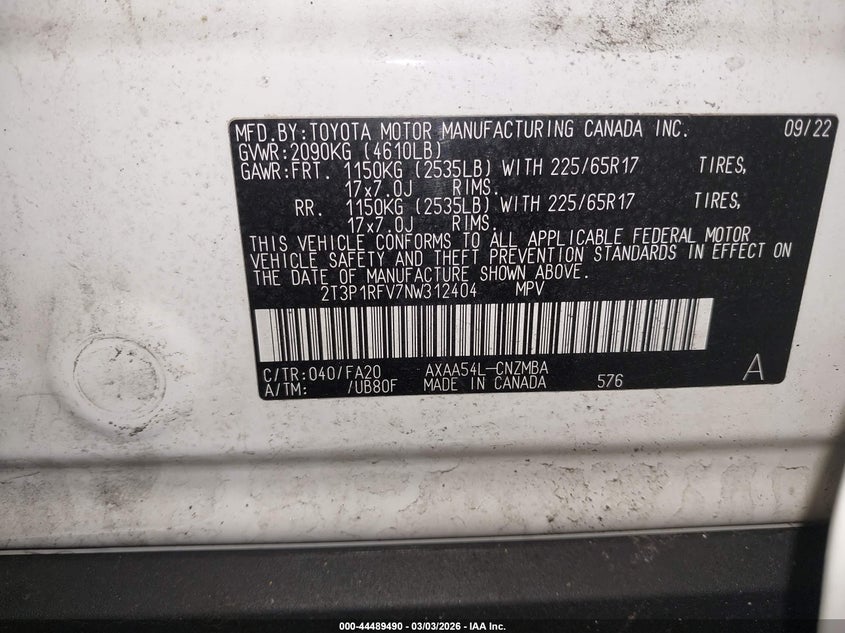 MFD.BY:TOYOTA MOTOR MANUFACTURING CANADA INC. 09/22
GVWR:2090KG (4610LB)
GAWR:FRT. 1150KG (2535LB) WITH 225/65R17 TIRES,
17x7.0J RIMS.
RR. 1150KG (2535LB) WITH 225/65R17 TIRES,
17x7.0J RIMS.
THIS VEHICLE CONFORMS TO ALL APPLICABLE FEDERAL MOTOR
VEHICLE SAFETY AND THEFT PREVENTION STANDARDS IN EFFECT ON
THE DATE OF MANUFACTURE SHOWN ABOVE.
2T3P1RFV7NW312404 MPV
C/TR:040/FA20 AXAA54L-CNZMBA
A/TM: /UB80F MADE IN CANADA 576 A
000-44489490 - 03/03/2026 - IAA Inc.